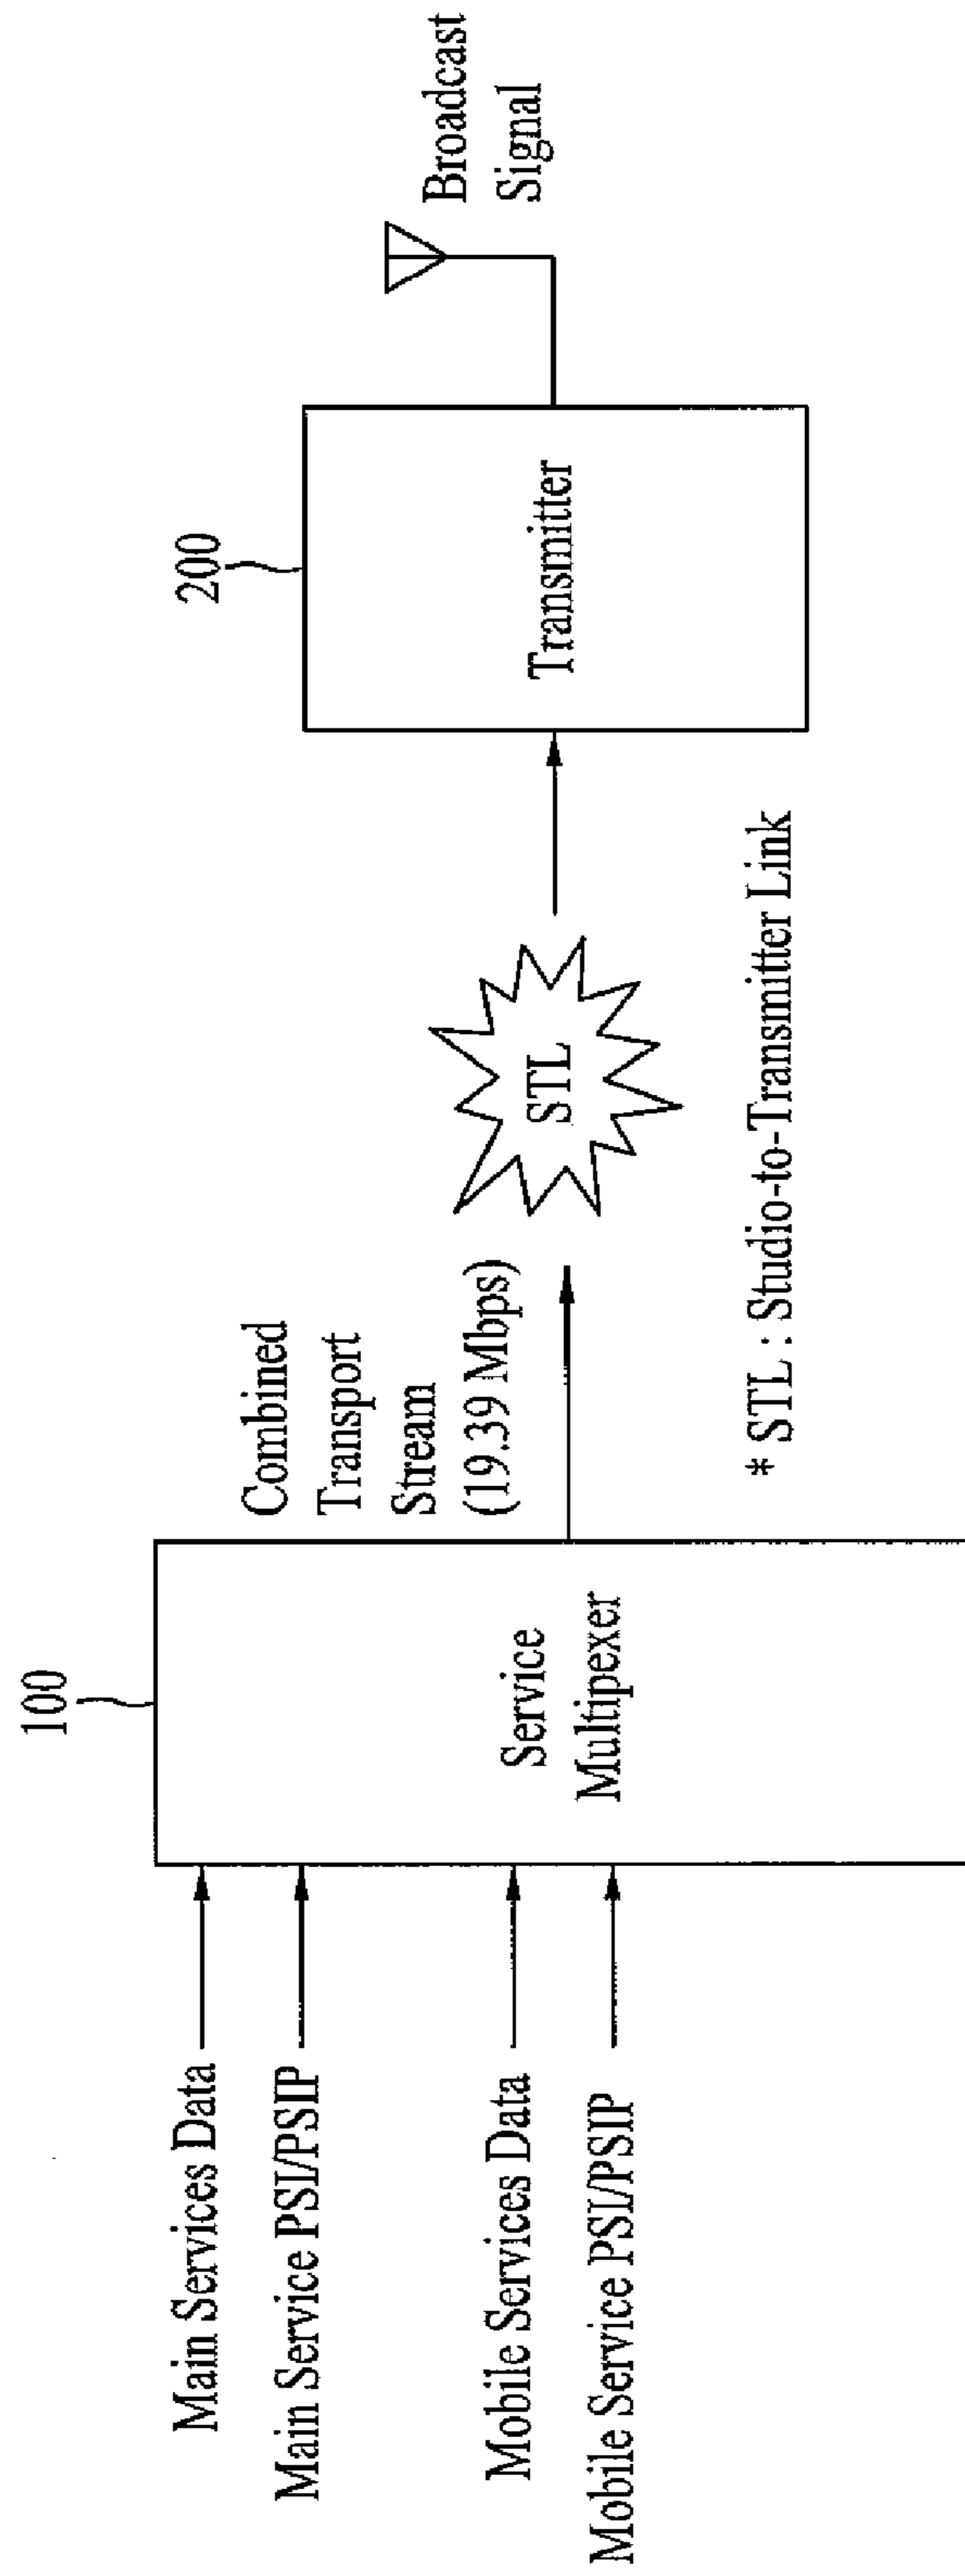 Main Services Data
Main Service PSI/PSIP
Mobile Services Data
Mobile Service PSI/PSIP
100
Service
Multipexer
Combined
Transport
Stream
(19.39 Mbps)
STL
* STL : Studio-to-Transmitter Link
200
Transmitter
Broadcast
Signal